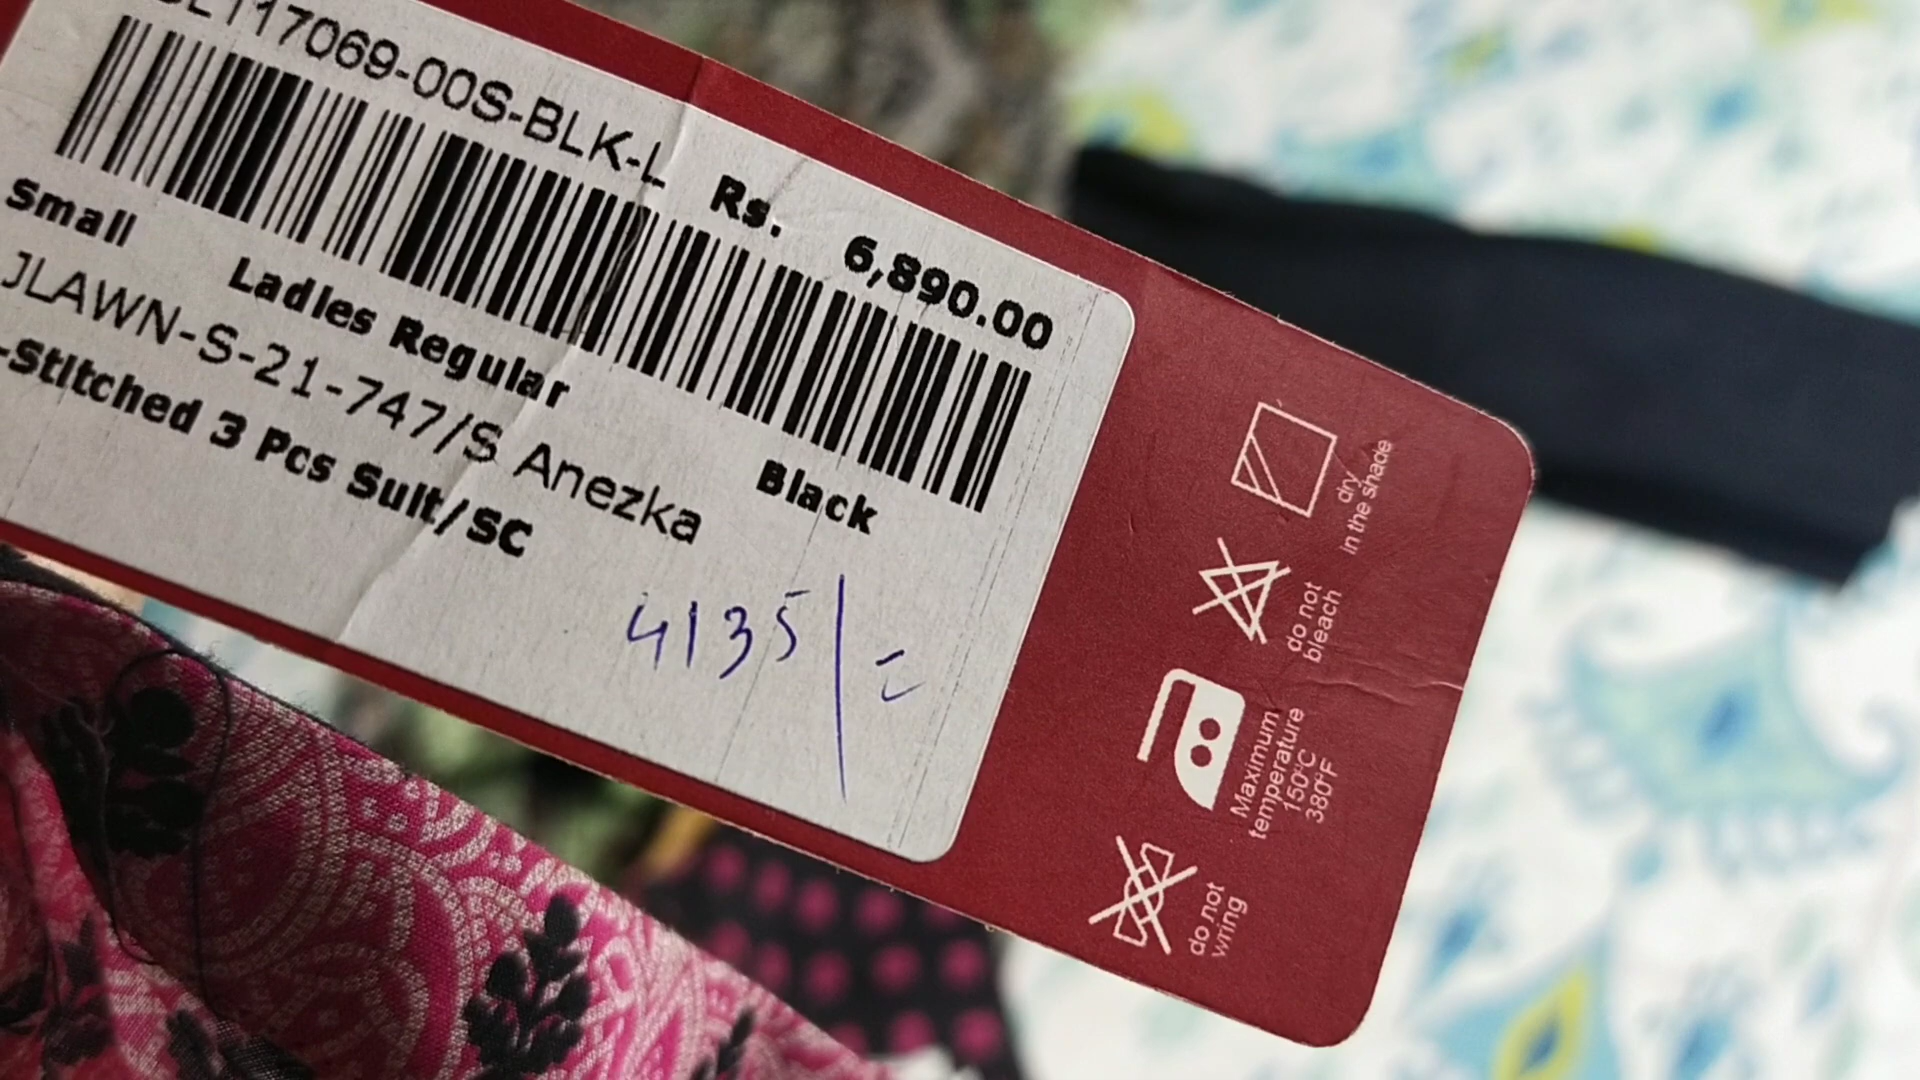 17069-00S-BLK-L
Rs. 6,890.00
Small Ladies Regular Black
JLAWN-S-21-747/S Anezka
-Stitched 3 Pcs Suit/SC
4135/=
dry
in the shade
do not
bleach
Maximum
temperature
150°C
380°F
do not
wring